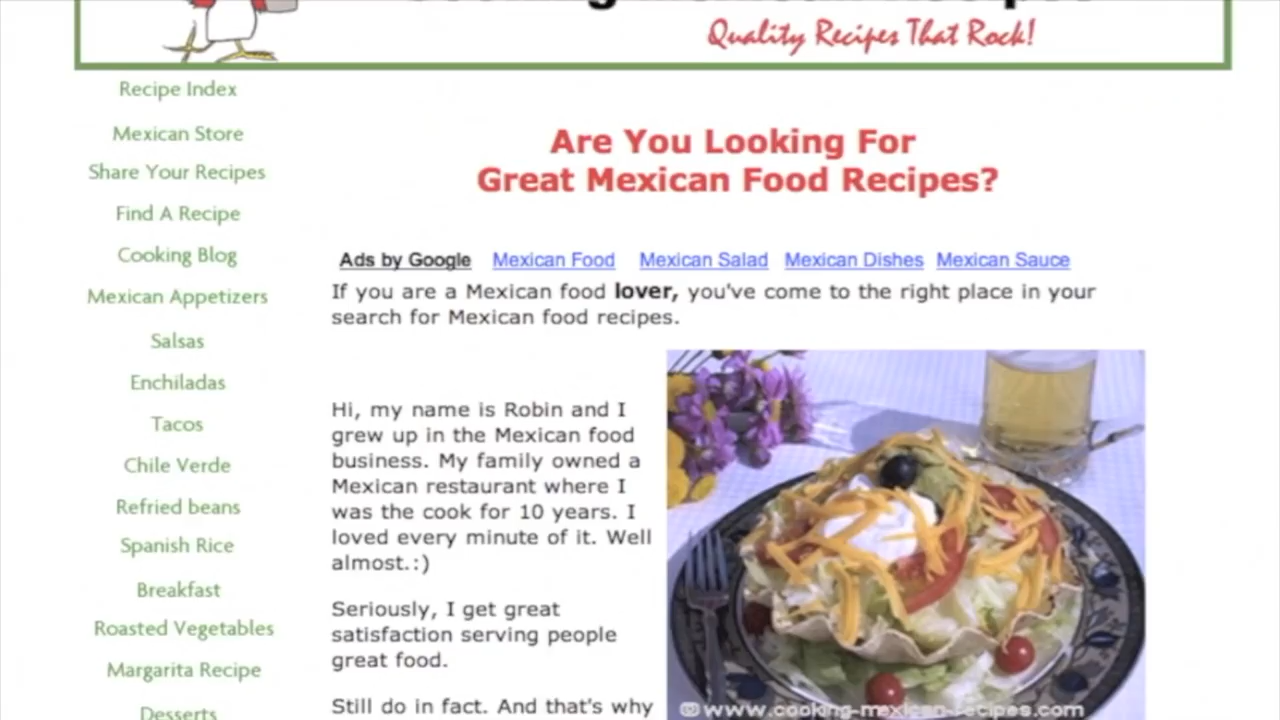 Quality Recipes That Rock!
Recipe Index
Mexican Store
Share Your Recipes
Find A Recipe
Cooking Blog
Mexican Appetizers
Salsas
Enchiladas
Tacos
Chile Verde
Refried beans
Spanish Rice
Breakfast
Roasted Vegetables
Margarita Recipe
Desserts
Are You Looking For
Great Mexican Food Recipes?
Ads by Google Mexican Food Mexican Salad Mexican Dishes Mexican Sauce
If you are a Mexican food lover, you've come to the right place in your
search for Mexican food recipes.
Hi, my name is Robin and I
grew up in the Mexican food
business. My family owned a
Mexican restaurant where I
was the cook for 10 years. I
loved every minute of it. Well
almost.:)
Seriously, I get great
satisfaction serving people
great food.
Still do in fact. And that's why
© www.cooking-mexican-recipes.com